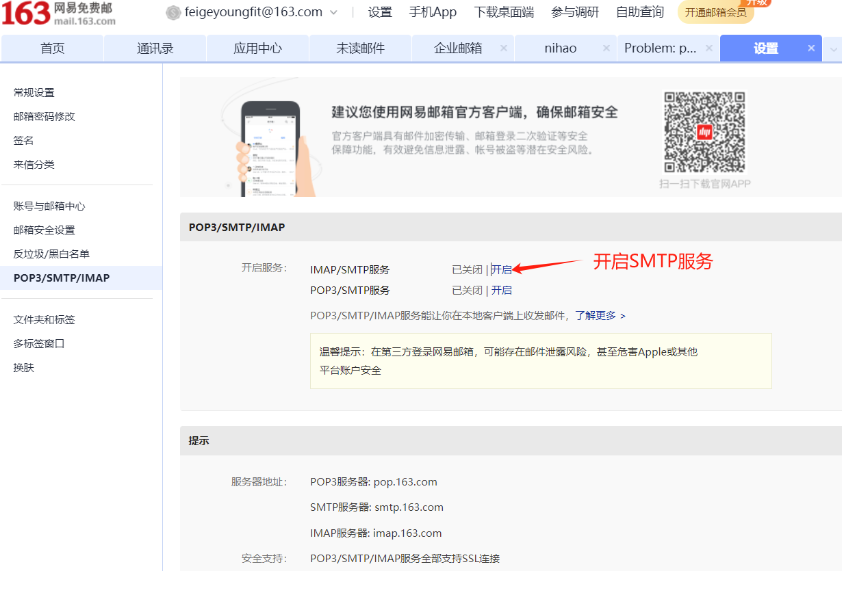 163 网易免费邮
mail.163.com
feigeyoungfit@163.com
设置 手机App 下载桌面端 参与调研 自助查询 开通邮箱会员 升级
首页 通讯录 应用中心 未读邮件 企业邮箱 × nihao × Problem: p... × 设置 ×
常规设置
邮箱密码修改
签名
来信分类
账号与邮箱中心
邮箱安全设置
反垃圾/黑白名单
POP3/SMTP/IMAP
文件夹和标签
多标签窗口
换肤
建议您使用网易邮箱官方客户端，确保邮箱安全
官方客户端具有邮件加密传输、邮箱登录二次验证等安全
保障功能，有效避免信息泄露、帐号被盗等潜在安全风险。
扫一扫下载官网APP
POP3/SMTP/IMAP
开启服务： IMAP/SMTP服务 已关闭 | 开启
开启SMTP服务
POP3/SMTP服务 已关闭 | 开启
POP3/SMTP/IMAP服务能让你在本地客户端上收发邮件，了解更多 >
温馨提示：在第三方登录网易邮箱，可能存在邮件泄露风险，甚至危害Apple或其他
平台账户安全
提示
服务器地址： POP3服务器: pop.163.com
SMTP服务器: smtp.163.com
IMAP服务器: imap.163.com
安全支持： POP3/SMTP/IMAP服务全部支持SSL连接